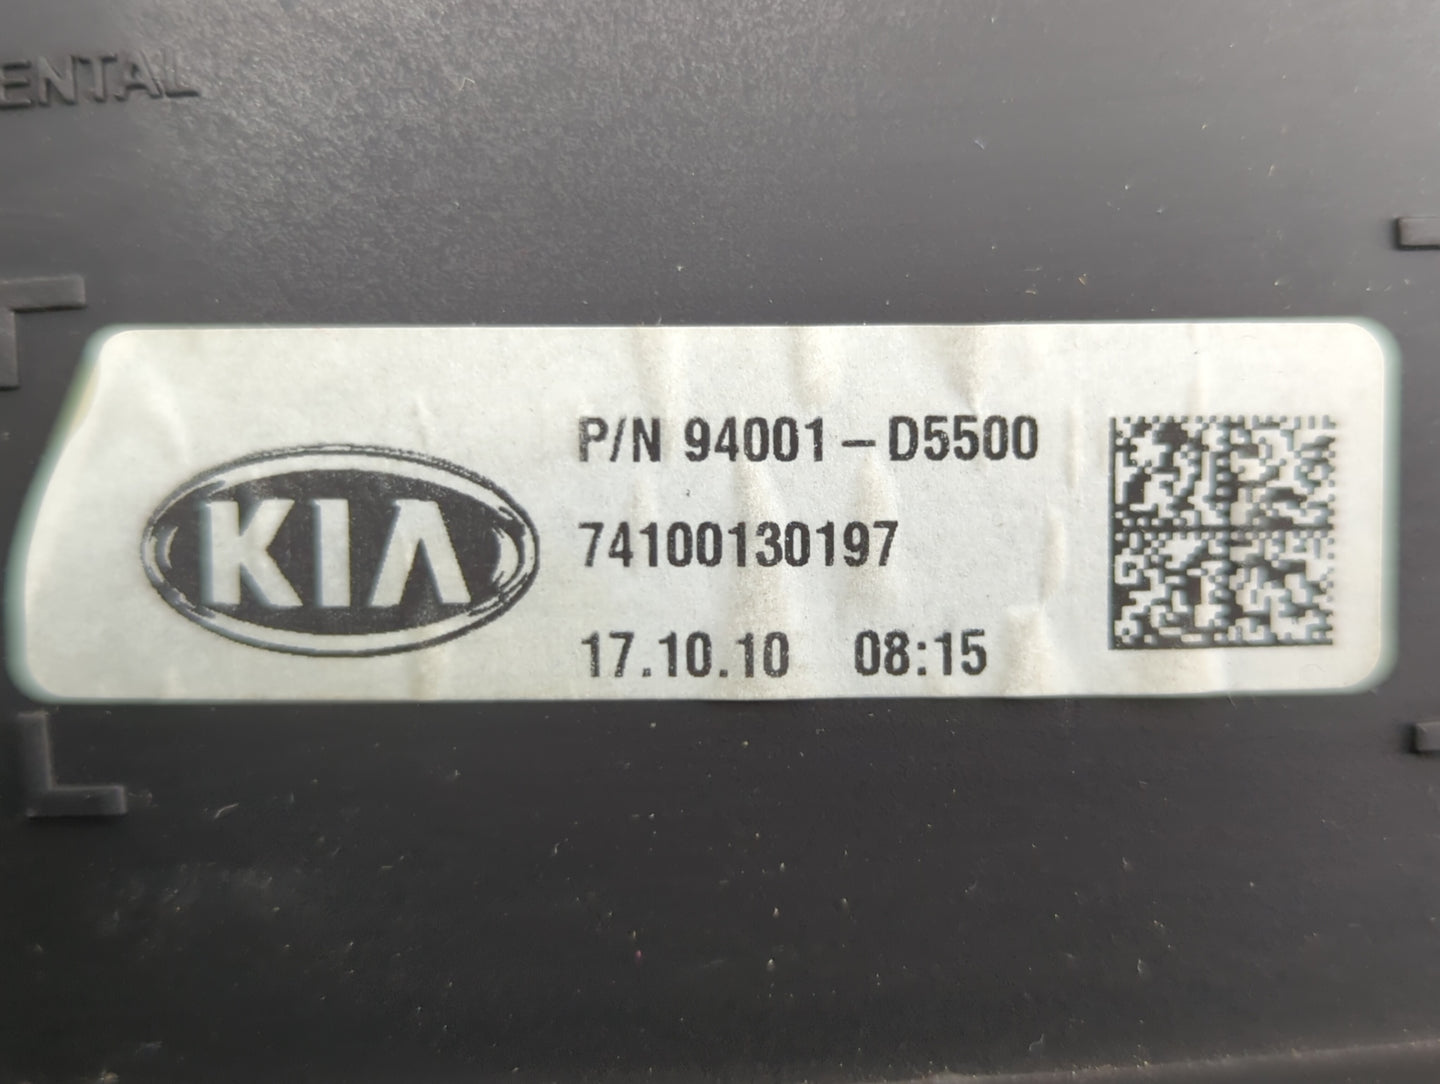 ENTAL
KIA
P/N 94001-D5500
74100130197
17.10.10 08:15